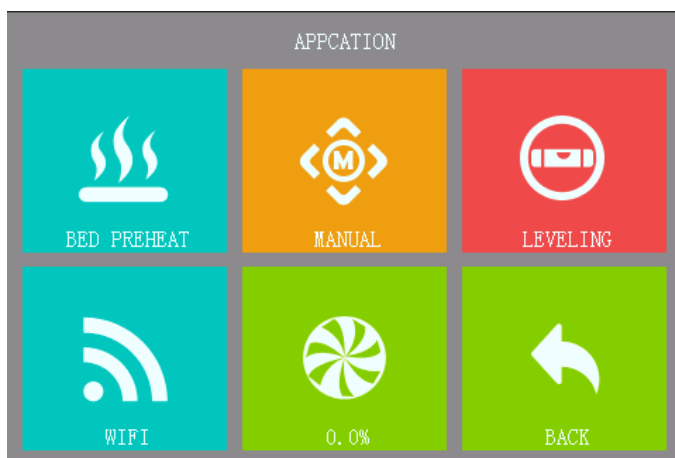 APPCATION
BED PREHEAT
MANUAL
LEVELING
M
WIFI
0.0%
BACK